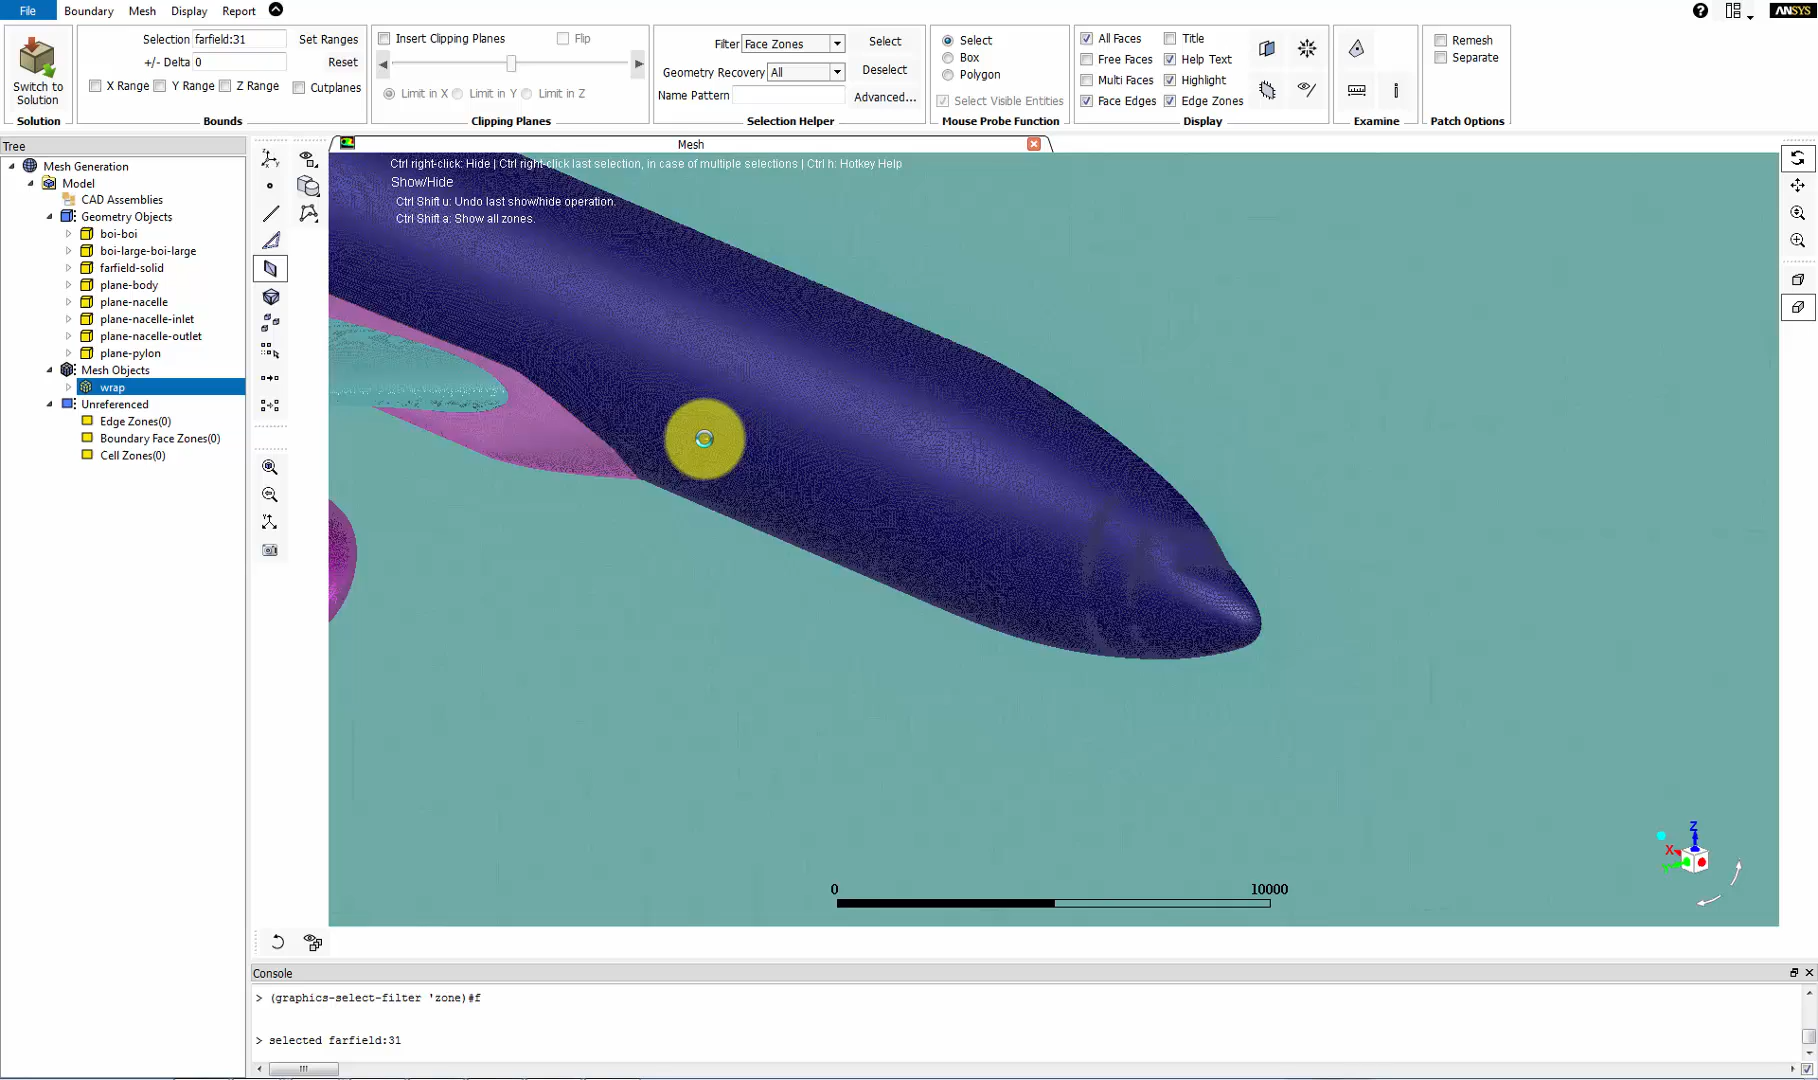 File Boundary Mesh Display Report
ANSYS
Switch to
Solution
Solution
Selection farfield:31 Set Ranges
+/- Delta 0 Reset
X Range Y Range Z Range Cutplanes
Bounds
Insert Clipping Planes Flip
Limit in X Limit in Y Limit in Z
Clipping Planes
Filter Face Zones Select
Geometry Recovery All Deselect
Name Pattern Advanced...
Selection Helper
Select
Box
Polygon
Select Visible Entities
Mouse Probe Function
All Faces Title
Free Faces Help Text
Multi Faces Highlight
Face Edges Edge Zones
Display
Examine
Remesh
Separate
Patch Options
Tree
Mesh Generation
Model
CAD Assemblies
Geometry Objects
boi-boi
boi-large-boi-large
farfield-solid
plane-body
plane-nacelle
plane-nacelle-inlet
plane-nacelle-outlet
plane-pylon
Mesh Objects
wrap
Unreferenced
Edge Zones(0)
Boundary Face Zones(0)
Cell Zones(0)
Mesh
Ctrl right-click: Hide | Ctrl right-click last selection, in case of multiple selections | Ctrl h: Hotkey Help
Show/Hide
Ctrl Shift u: Undo last show/hide operation.
Ctrl Shift a: Show all zones.
Z
X
0 10000
Console
> (graphics-select-filter 'zone)#f
> selected farfield:31